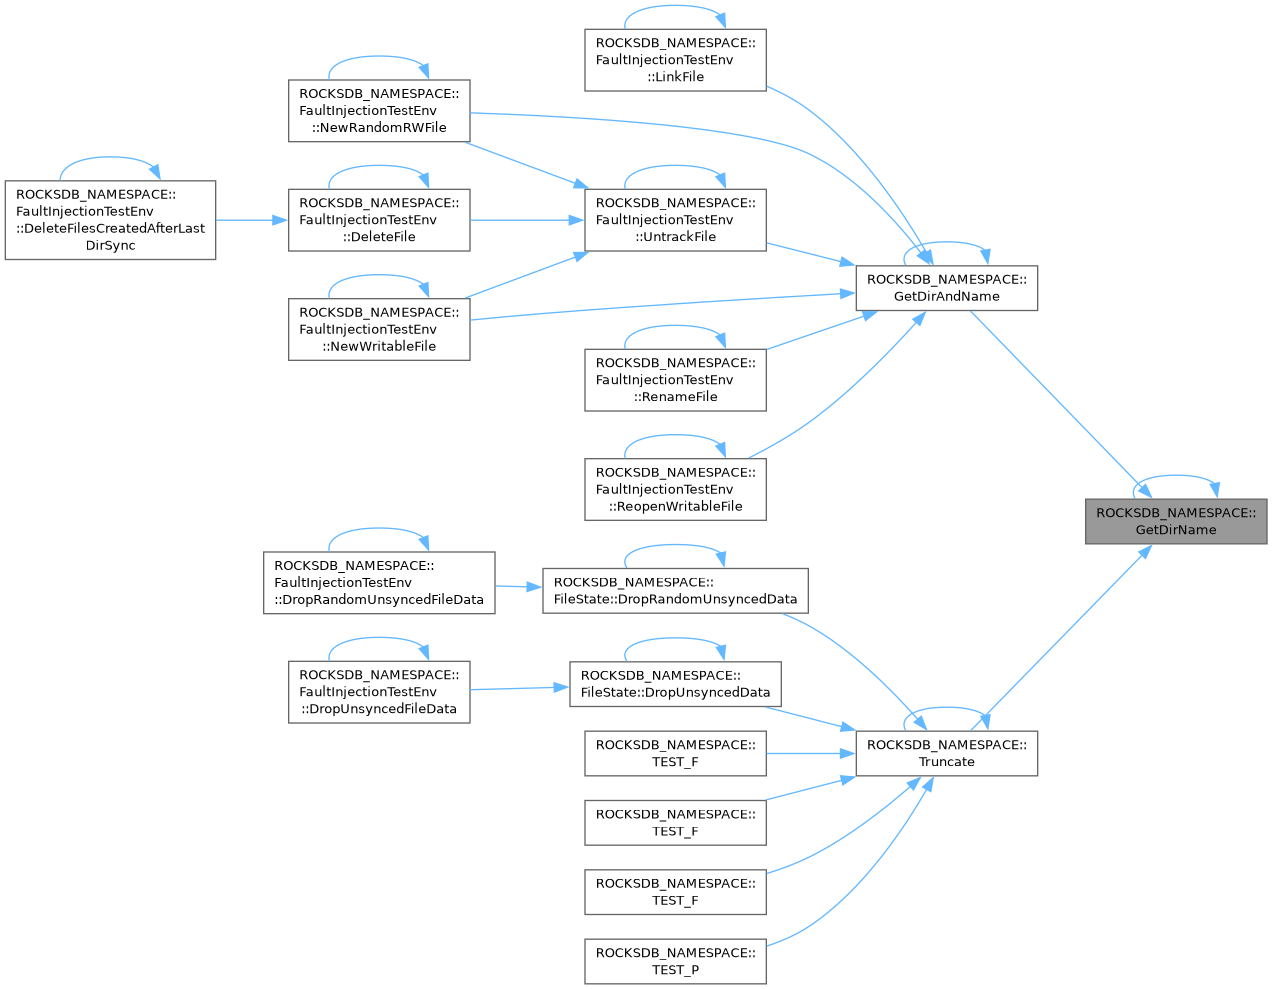 ROCKSDB_NAMESPACE::
FaultInjectionTestEnv
::LinkFile
ROCKSDB_NAMESPACE::
FaultInjectionTestEnv
::NewRandomRWFile
ROCKSDB_NAMESPACE::
FaultInjectionTestEnv
::DeleteFilesCreatedAfterLast
DirSync
ROCKSDB_NAMESPACE::
FaultInjectionTestEnv
::DeleteFile
ROCKSDB_NAMESPACE::
FaultInjectionTestEnv
::UntrackFile
ROCKSDB_NAMESPACE::
GetDirAndName
ROCKSDB_NAMESPACE::
FaultInjectionTestEnv
::NewWritableFile
ROCKSDB_NAMESPACE::
FaultInjectionTestEnv
::RenameFile
ROCKSDB_NAMESPACE::
FaultInjectionTestEnv
::ReopenWritableFile
ROCKSDB_NAMESPACE::
GetDirName
ROCKSDB_NAMESPACE::
FaultInjectionTestEnv
::DropRandomUnsyncedFileData
ROCKSDB_NAMESPACE::
FileState::DropRandomUnsyncedData
ROCKSDB_NAMESPACE::
FaultInjectionTestEnv
::DropUnsyncedFileData
ROCKSDB_NAMESPACE::
FileState::DropUnsyncedData
ROCKSDB_NAMESPACE::
TEST_F
ROCKSDB_NAMESPACE::
Truncate
ROCKSDB_NAMESPACE::
TEST_F
ROCKSDB_NAMESPACE::
TEST_F
ROCKSDB_NAMESPACE::
TEST_P